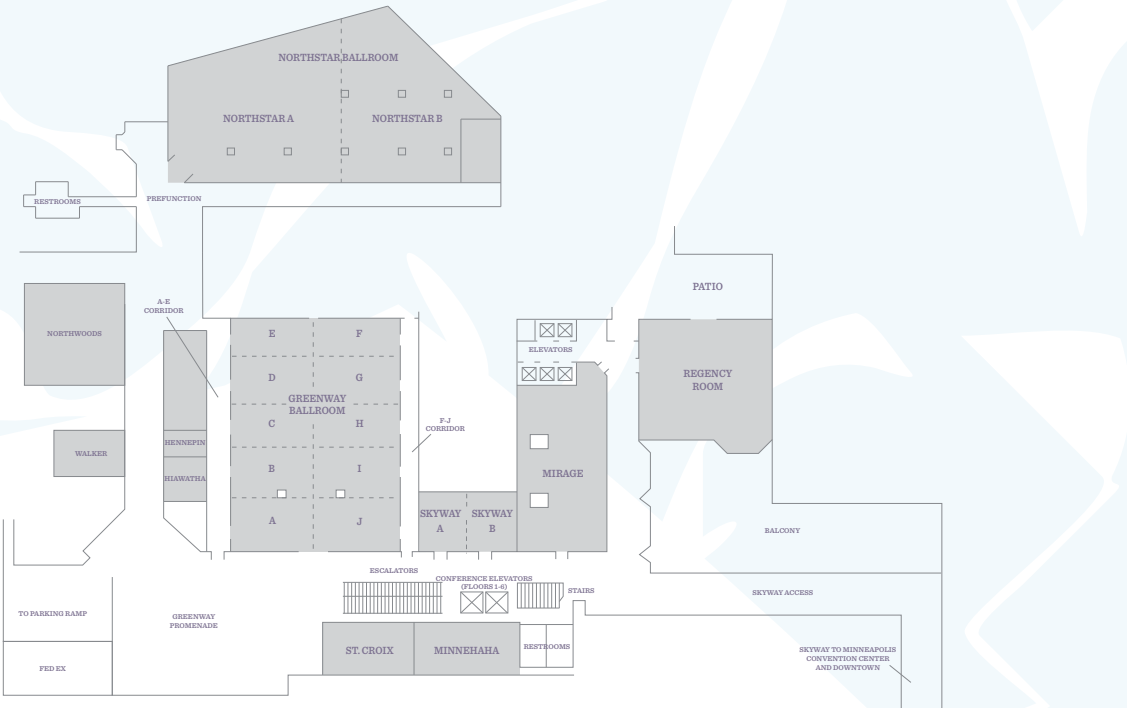 NORTHSTAR BALLROOM
NORTHSTAR A
NORTHSTAR B
RESTROOMS
PREFUNCTION
PATIO
A-E
CORRIDOR
NORTHWOODS
E
F
ELEVATORS
D
G
REGENCY
ROOM
GREENWAY
BALLROOM
C
H
F-J
CORRIDOR
HENNEPIN
WALKER
B
I
MIRAGE
HIAWATHA
A
J
SKYWAY
A
SKYWAY
B
BALCONY
ESCALATORS
CONFERENCE ELEVATORS
(FLOORS 1-6)
STAIRS
SKYWAY ACCESS
TO PARKING RAMP
GREENWAY
PROMENADE
ST. CROIX
MINNEHAHA
RESTROOMS
SKYWAY TO MINNEAPOLIS
CONVENTION CENTER
AND DOWNTOWN
FED EX